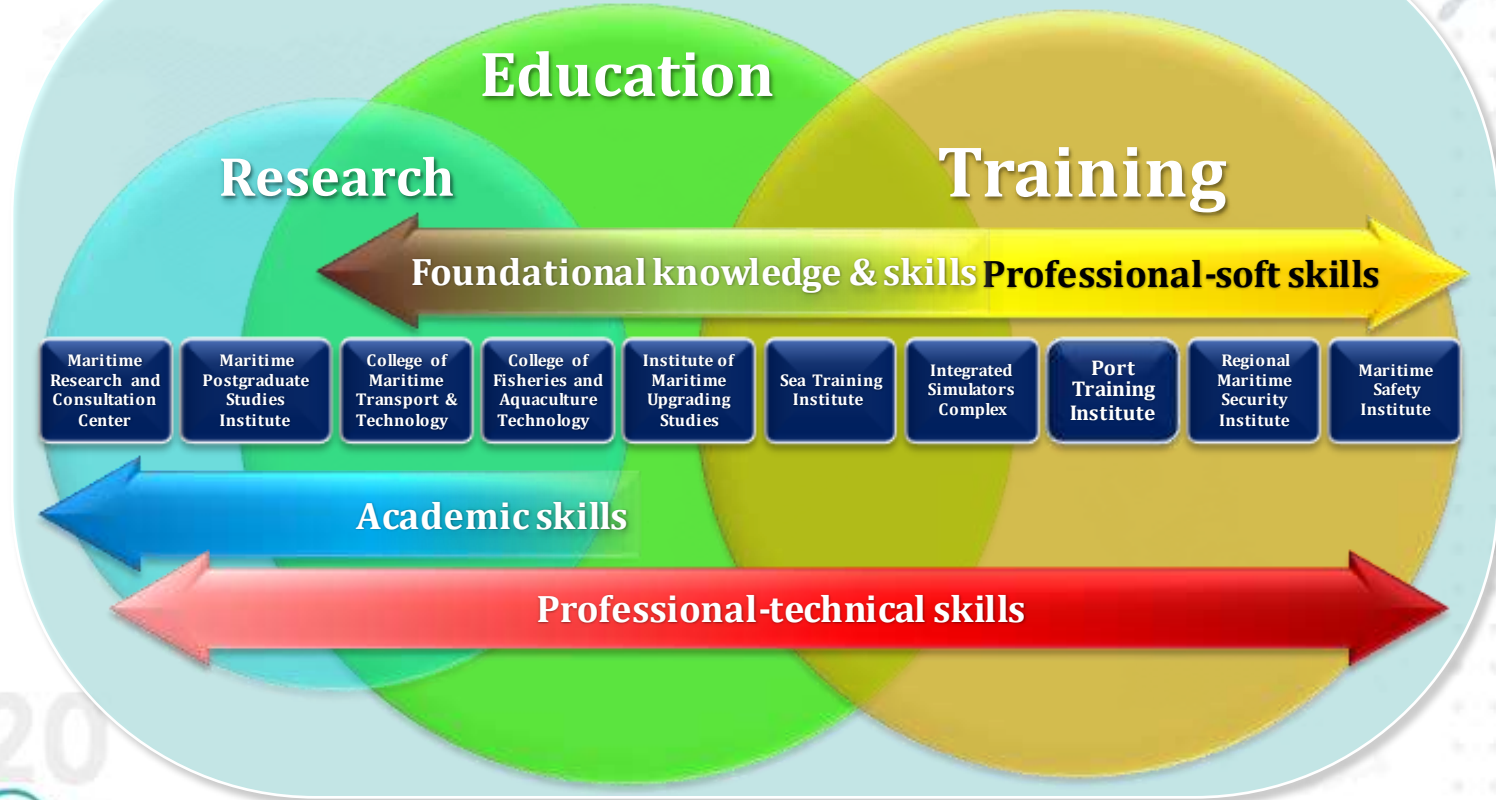 Education
Training
Research
Foundational knowledge & skills Professional-soft skills
Maritime
Research and
Consultation
Center
Maritime
Postgraduate
Studies
Institute
College of
Maritime
Transport &
Technology
College of
Fisheries and
Aquaculture
Technology
Institute of
Maritime
Upgrading
Studies
Sea Training
Institute
Integrated
Simulators
Complex
Port
Training
Institute
Regional
Maritime
Security
Institute
Maritime
Safety
Institute
Academic skills
Professional-technical skills
20